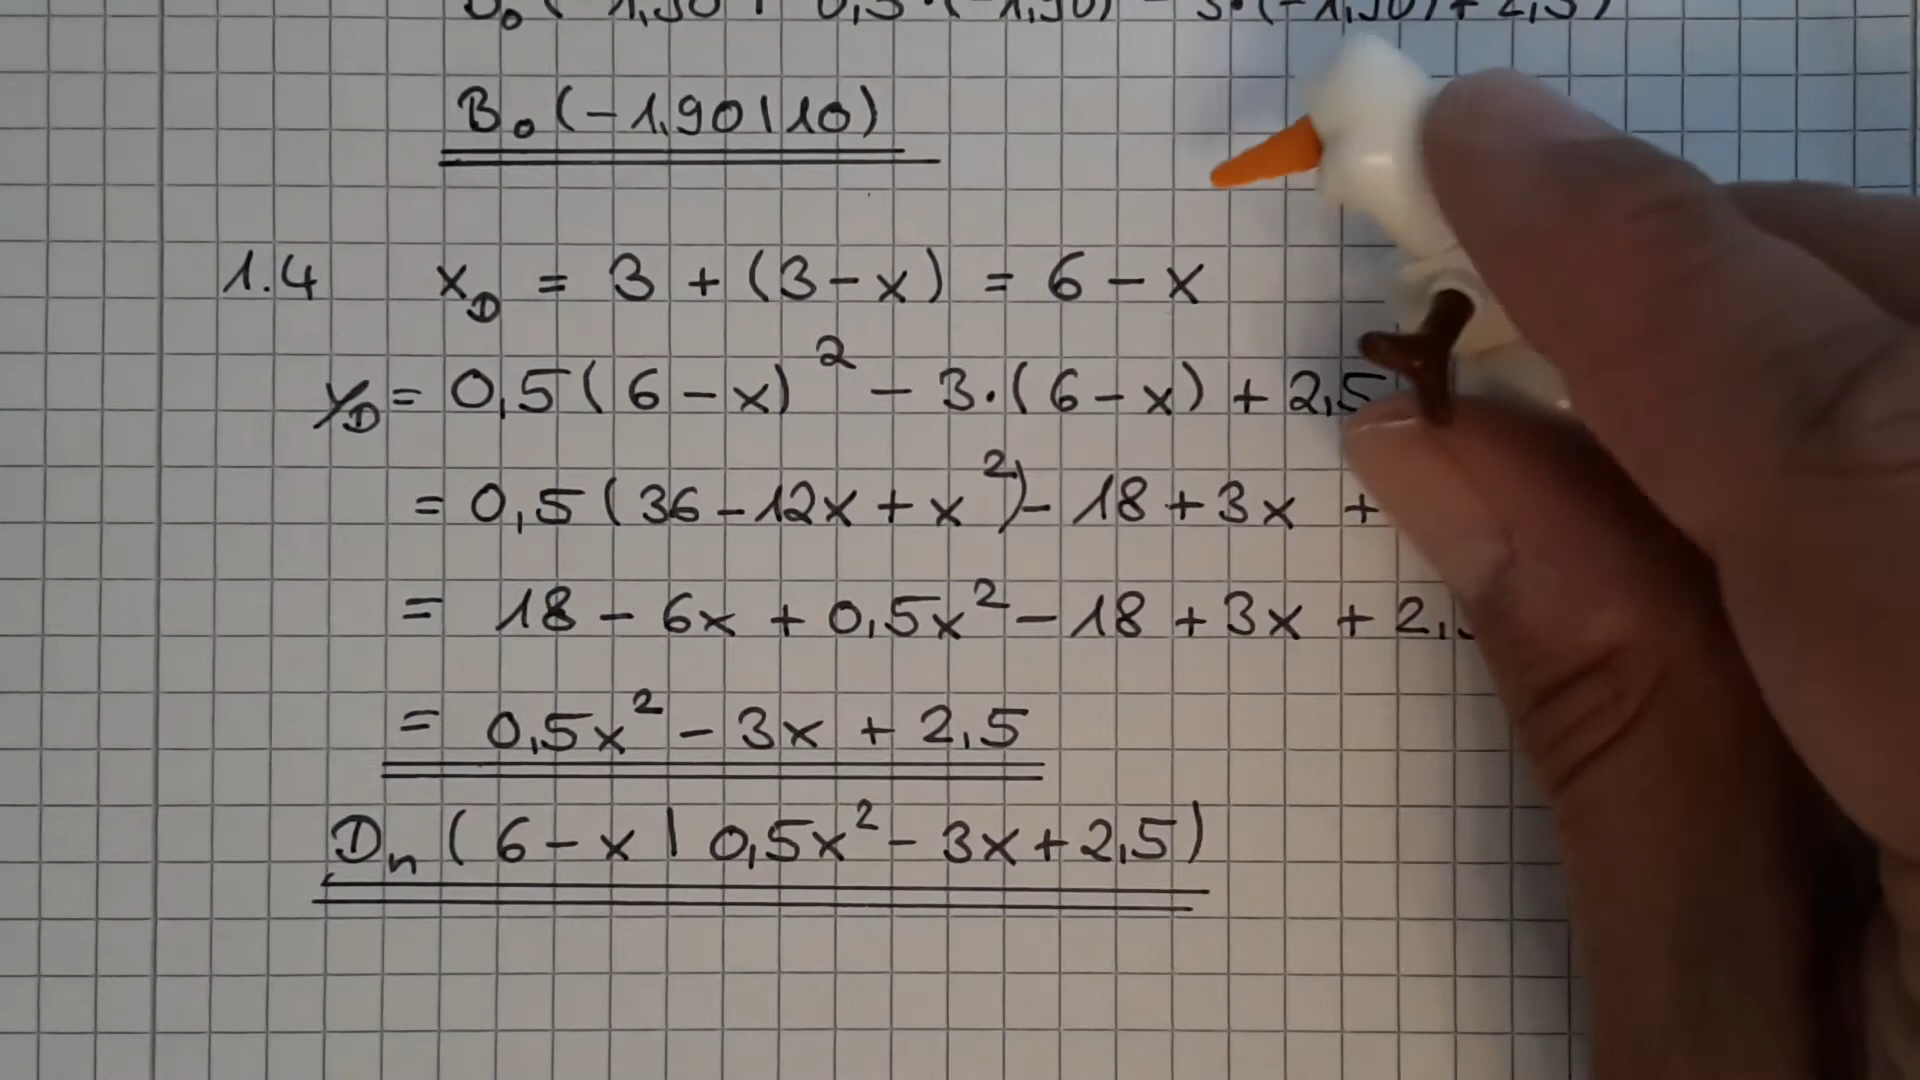 B₀ (-1,90 | 10)
1.4 x_D = 3 + (3 - x) = 6 - x
y_D = 0,5 (6 - x)² - 3 · (6 - x) + 2,5
= 0,5 (36 - 12x + x²) - 18 + 3x +
= 18 - 6x + 0,5x² - 18 + 3x + 2,
= 0,5x² - 3x + 2,5
Dₙ (6 - x | 0,5x² - 3x + 2,5)